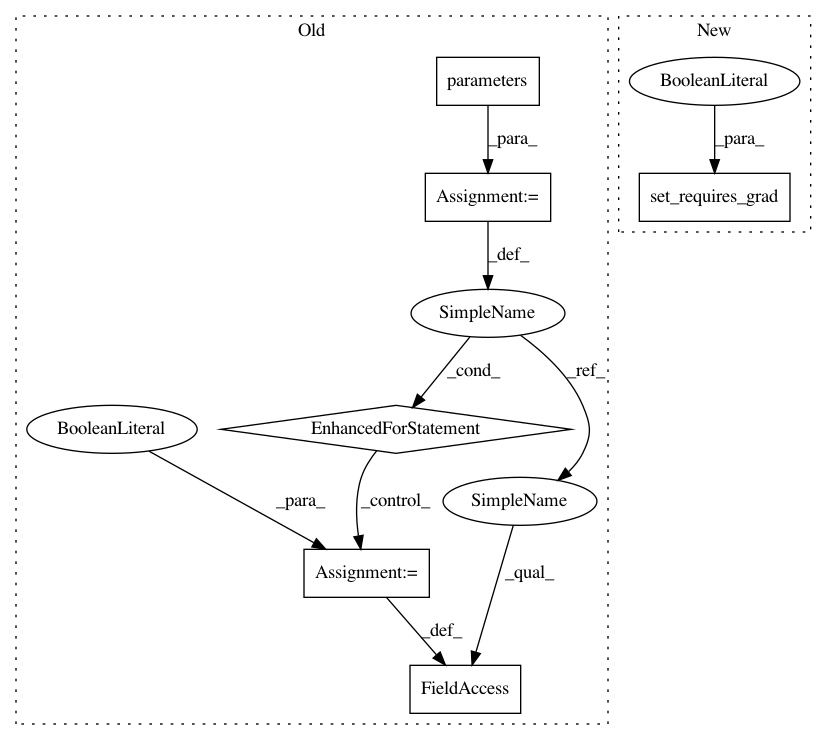 Old
New
parameters
BooleanLiteral
_para_
_para_
Assignment:=
set_requires_grad
_def_
SimpleName
_cond_
_ref_
BooleanLiteral
EnhancedForStatement
_para_
_control_
SimpleName
Assignment:=
_qual_
_def_
FieldAccess